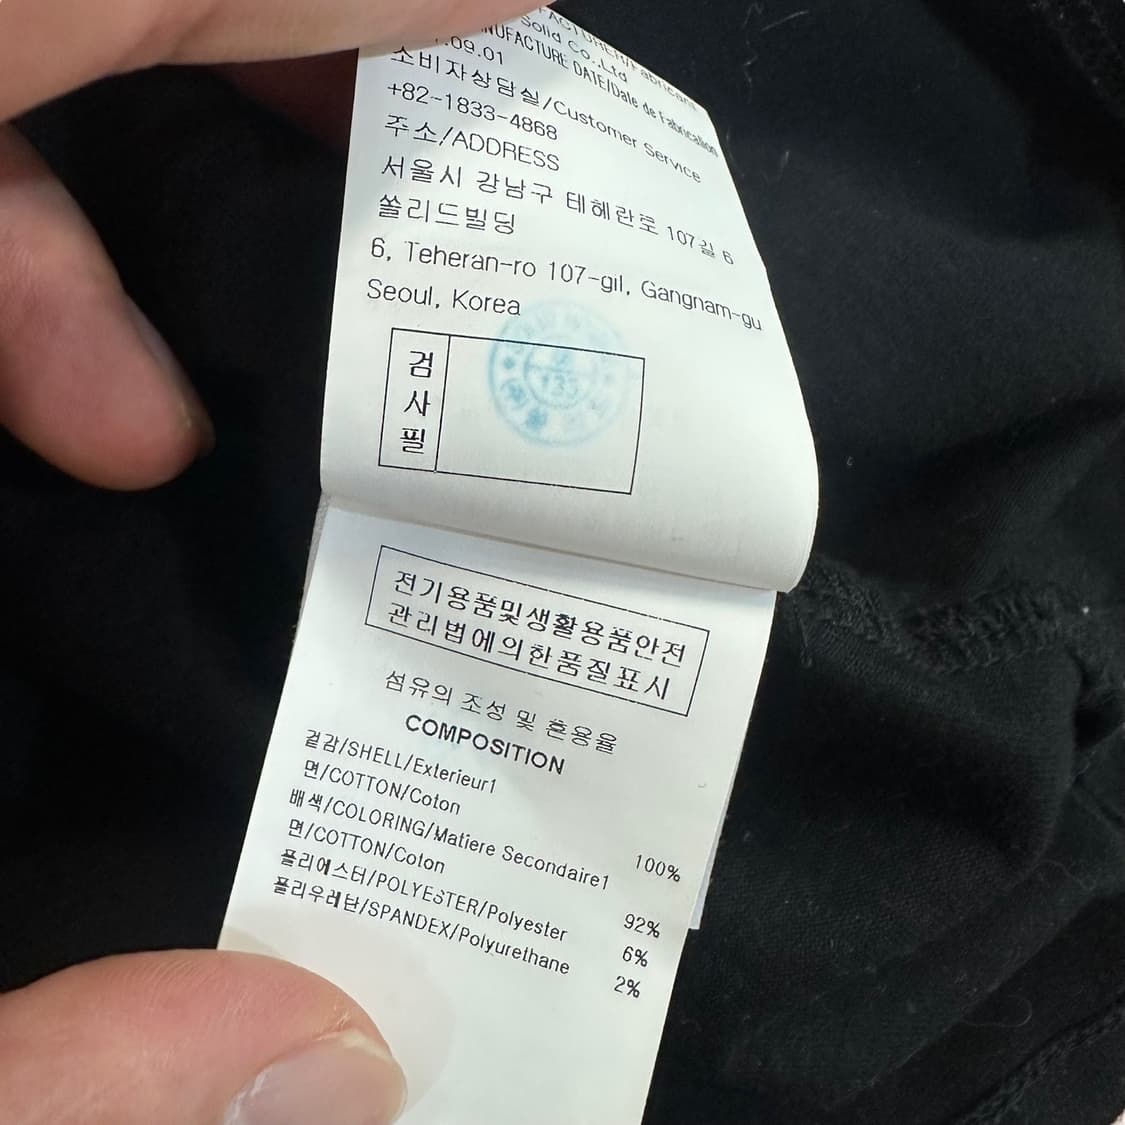 Solid Co.,Ltd
MANUFACTURE DATE/Date de Fabrication
.09.01
소비자상담실/Customer Service
+82-1833-4868
주소/ADDRESS
서울시 강남구 테헤란로 107길 6
쏠리드빌딩
6, Teheran-ro 107-gil, Gangnam-gu
Seoul, Korea
검사필
133
전기용품및생활용품안전
관리법에의한품질표시
섬유의 조성 및 혼용율
COMPOSITION
겉감/SHELL/Exterieur1
면/COTTON/Coton 100%
배색/COLORING/Matiere Secondaire1
면/COTTON/Coton 92%
폴리에스터/POLYESTER/Polyester 6%
폴리우레탄/SPANDEX/Polyurethane 2%